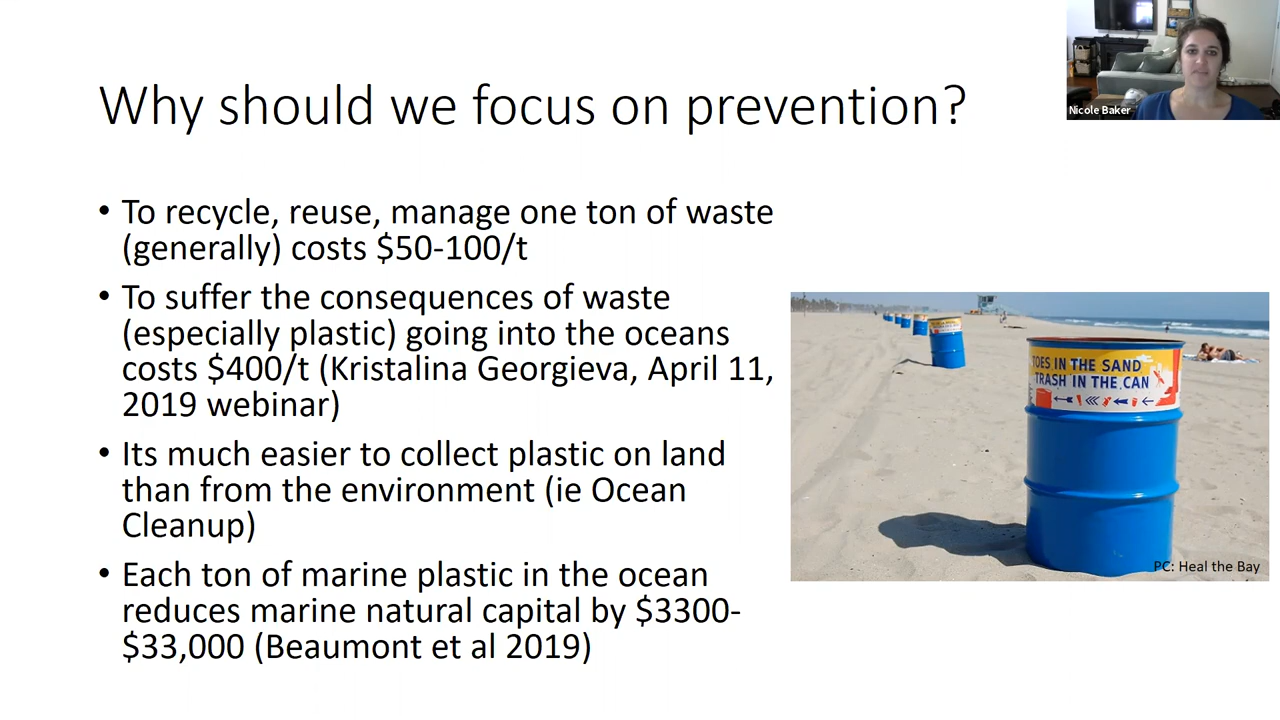 Nicole Baker
Why should we focus on prevention?
• To recycle, reuse, manage one ton of waste
(generally) costs $50-100/t
• To suffer the consequences of waste
(especially plastic) going into the oceans
costs $400/t (Kristalina Georgieva, April 11,
2019 webinar)
• Its much easier to collect plastic on land
than from the environment (ie Ocean
Cleanup)
• Each ton of marine plastic in the ocean
reduces marine natural capital by $3300-
$33,000 (Beaumont et al 2019)
TOES IN THE SAND
TRASH IN THE CAN
PC: Heal the Bay